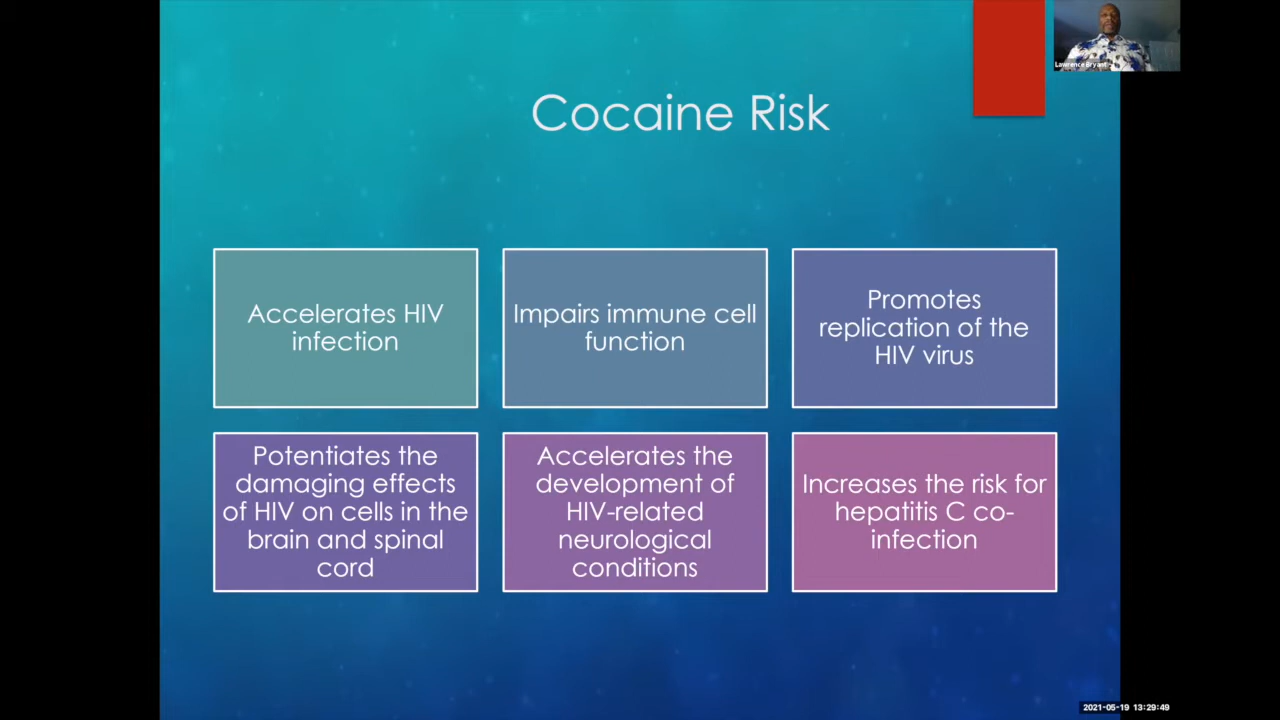 Lawrence Bryant
Cocaine Risk
Accelerates HIV
infection
Impairs immune cell
function
Promotes
replication of the
HIV virus
Potentiates the
damaging effects
of HIV on cells in the
brain and spinal
cord
Accelerates the
development of
HIV-related
neurological
conditions
Increases the risk for
hepatitis C co-
infection
2021-05-19 13:29:49